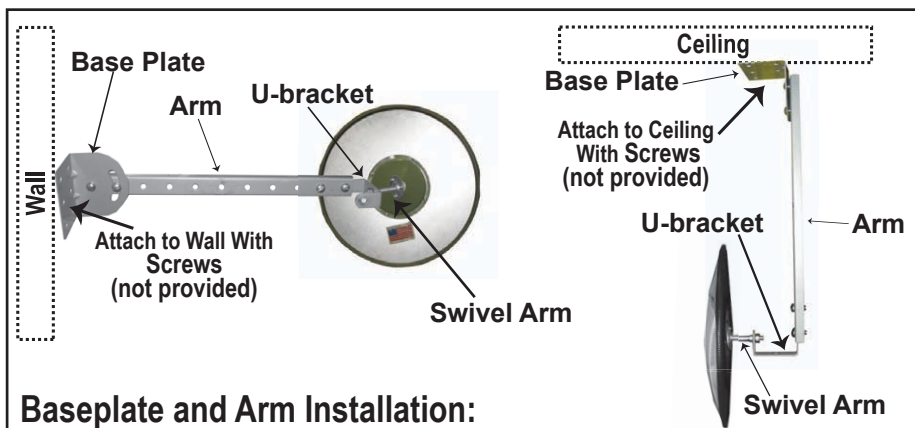 Wall
Base Plate
Arm
U-bracket
Attach to Wall With
Screws
(not provided)
Swivel Arm
Ceiling
Base Plate
Attach to Ceiling
With Screws
(not provided)
U-bracket
Arm
Swivel Arm
Baseplate and Arm Installation: